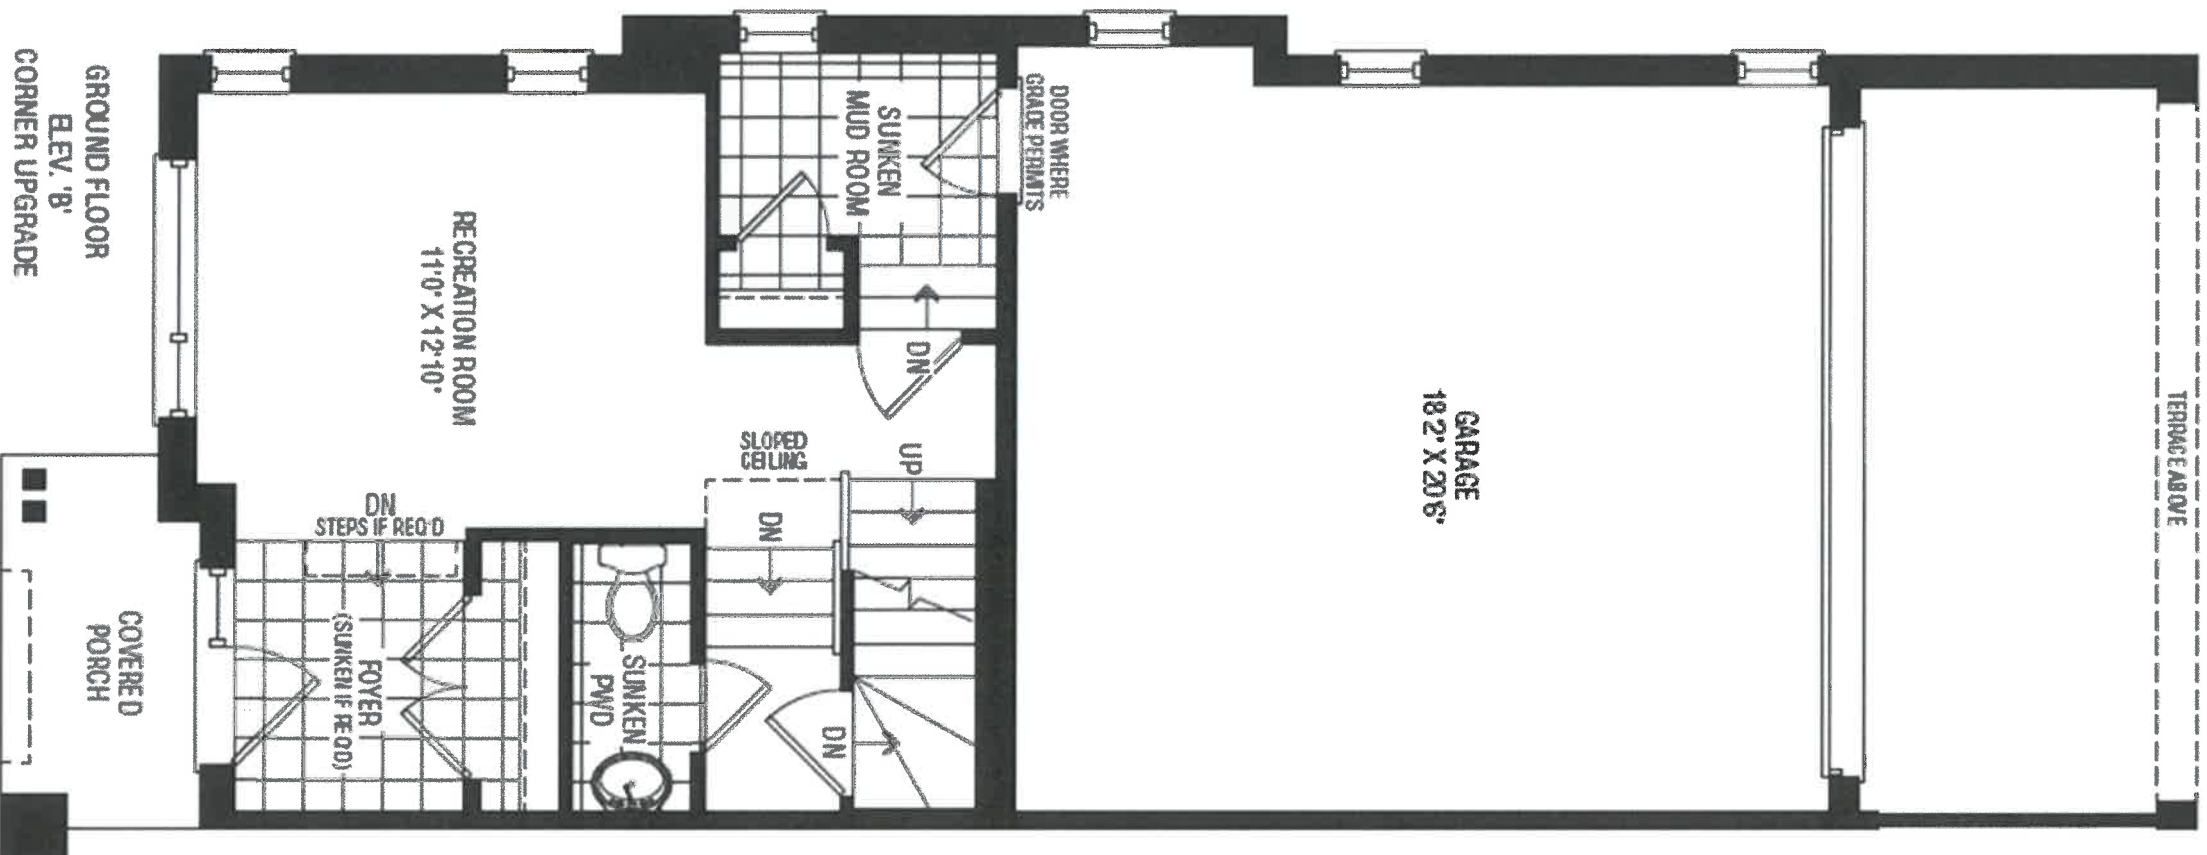 TERRACE ABOVE
GARAGE
18'2" X 20'6"
DOOR WHERE
GRADE PERMITS
SUNKEN
MUD ROOM
DN
UP
SLOPED
CEILING
DN
DN
RECREATION ROOM
11'0" X 12'10"
SUNKEN
PWD
DN
STEPS IF REQ'D
FOYER
(SUNKEN IF REQ'D)
COVERED
PORCH
GROUND FLOOR
ELEV. 'B'
CORNER UPGRADE